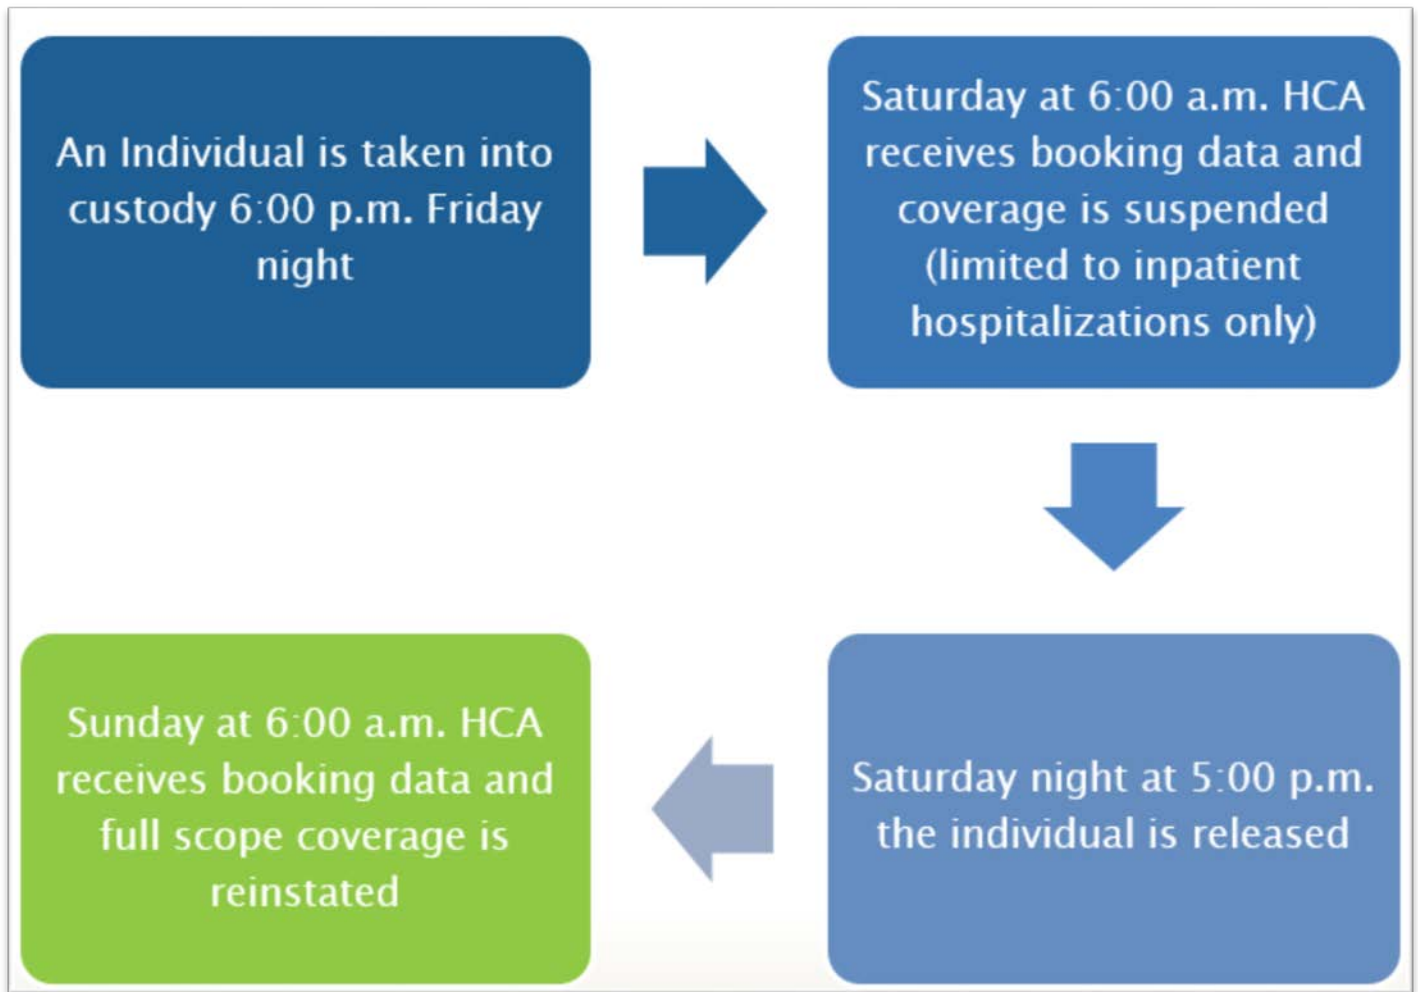 An Individual is taken into
custody 6:00 p.m. Friday
night
Saturday at 6:00 a.m. HCA
receives booking data and
coverage is suspended
(limited to inpatient
hospitalizations only)
Saturday night at 5:00 p.m.
the individual is released
Sunday at 6:00 a.m. HCA
receives booking data and
full scope coverage is
reinstated